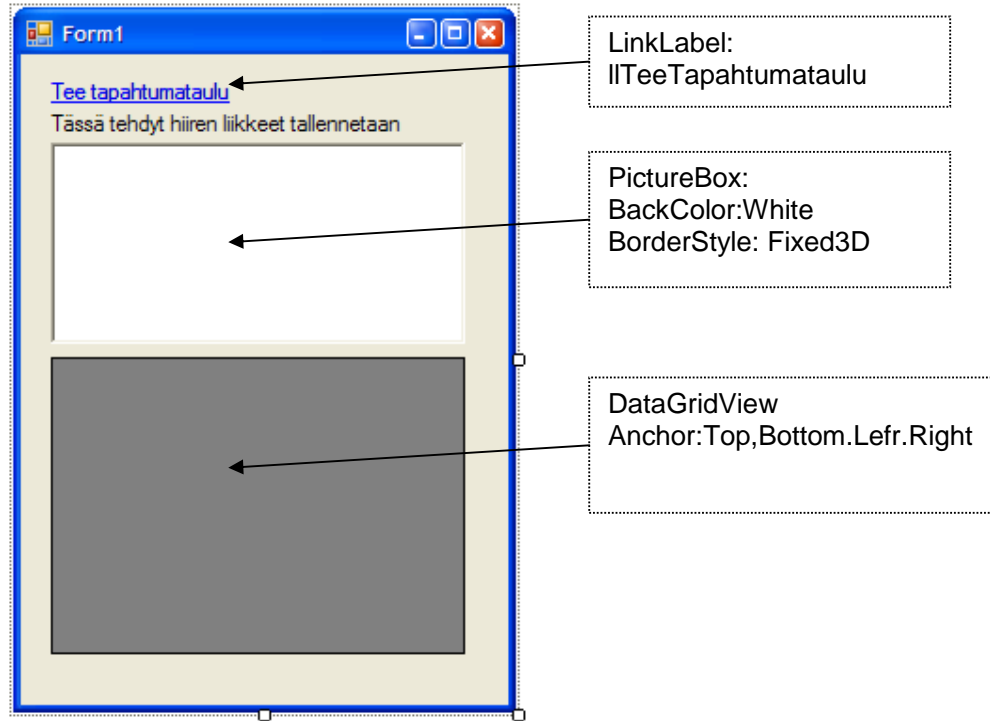 Form1
Tee tapahtumataulu
Tässä tehdyt hiiren liikkeet tallennetaan
LinkLabel:
llTeeTapahtumataulu
PictureBox:
BackColor:White
BorderStyle: Fixed3D
DataGridView
Anchor:Top,Bottom.Lefr.Right